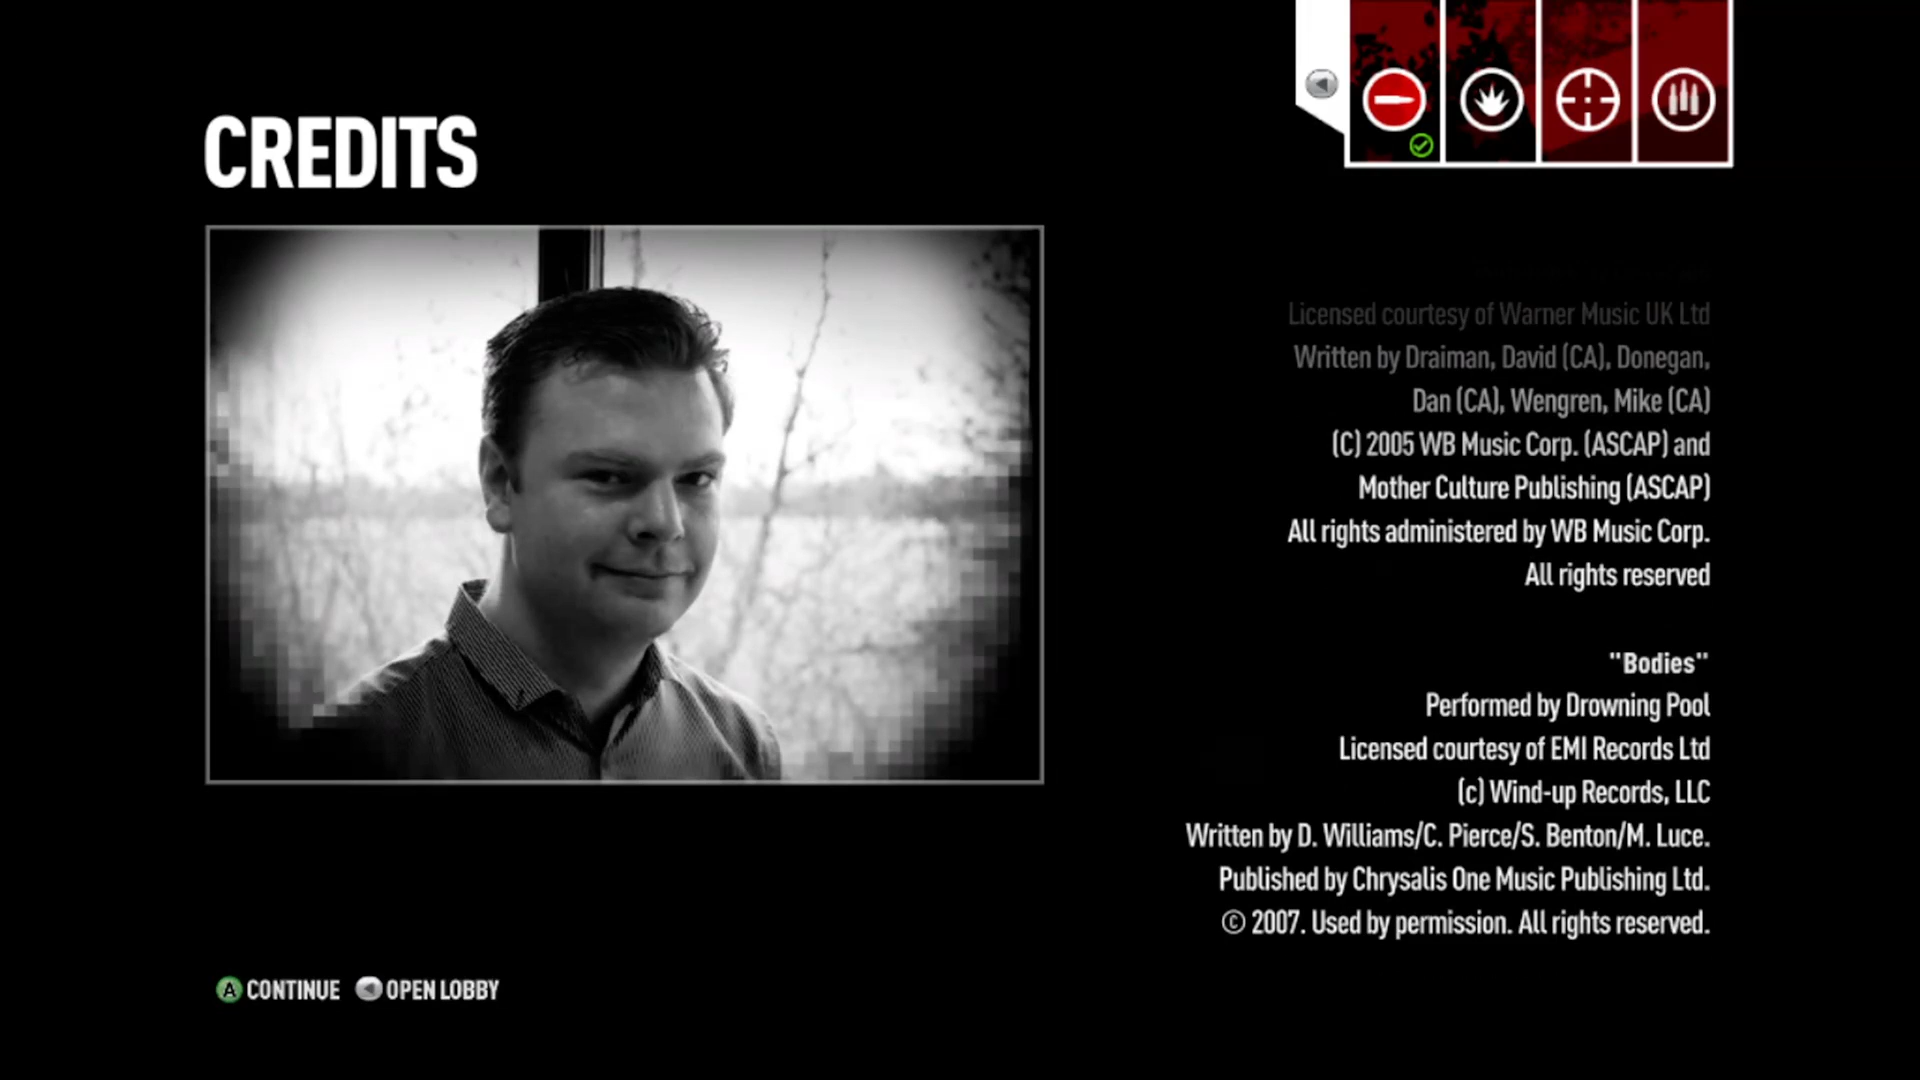 CREDITS
Licensed courtesy of Warner Music UK Ltd
Written by Draiman, David (CA), Donegan,
Dan (CA), Wengren, Mike (CA)
(C) 2005 WB Music Corp. (ASCAP) and
Mother Culture Publishing (ASCAP)
All rights administered by WB Music Corp.
All rights reserved
"Bodies"
Performed by Drowning Pool
Licensed courtesy of EMI Records Ltd
(c) Wind-up Records, LLC
Written by D. Williams/C. Pierce/S. Benton/M. Luce.
Published by Chrysalis One Music Publishing Ltd.
© 2007. Used by permission. All rights reserved.
A CONTINUE OPEN LOBBY